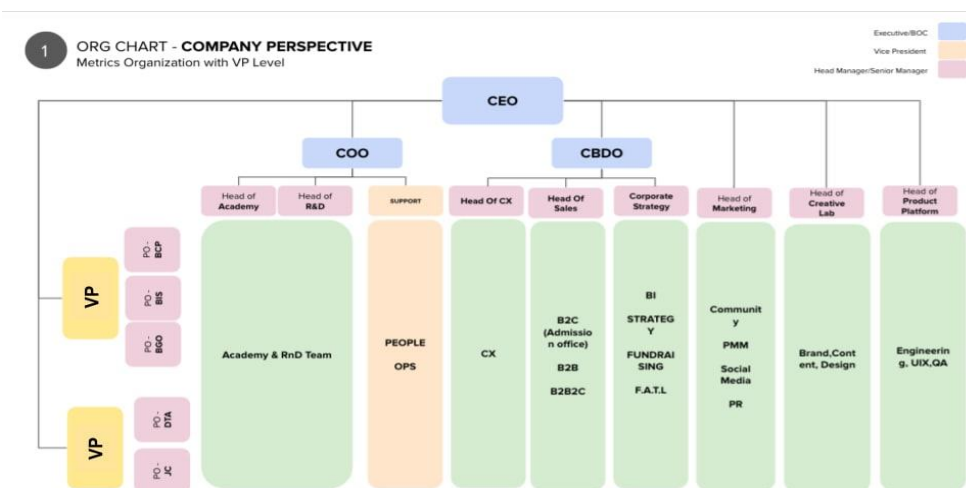 1
ORG CHART - COMPANY PERSPECTIVE
Metrics Organization with VP Level
Executive/BOC
Vice President
Head Manager/Senior Manager
CEO
COO
CBDO
Head of
Academy
Head of
R&D
SUPPORT
Head Of CX
Head Of
Sales
Corporate
Strategy
Head of
Marketing
Head of
Creative
Lab
Head of
Product
Platform
VP
PO -
BCP
PO -
BIS
PO -
BGO
VP
PO -
DTA
PO -
JC
Academy & RnD Team
PEOPLE
OPS
CX
B2C
(Admissio
n office)
B2B
B2B2C
BI
STRATEG
Y
FUNDRAI
SING
F.A.T.L
Communit
y
PMM
Social
Media
PR
Brand,Cont
ent, Design
Engineerin
g, UIX,QA